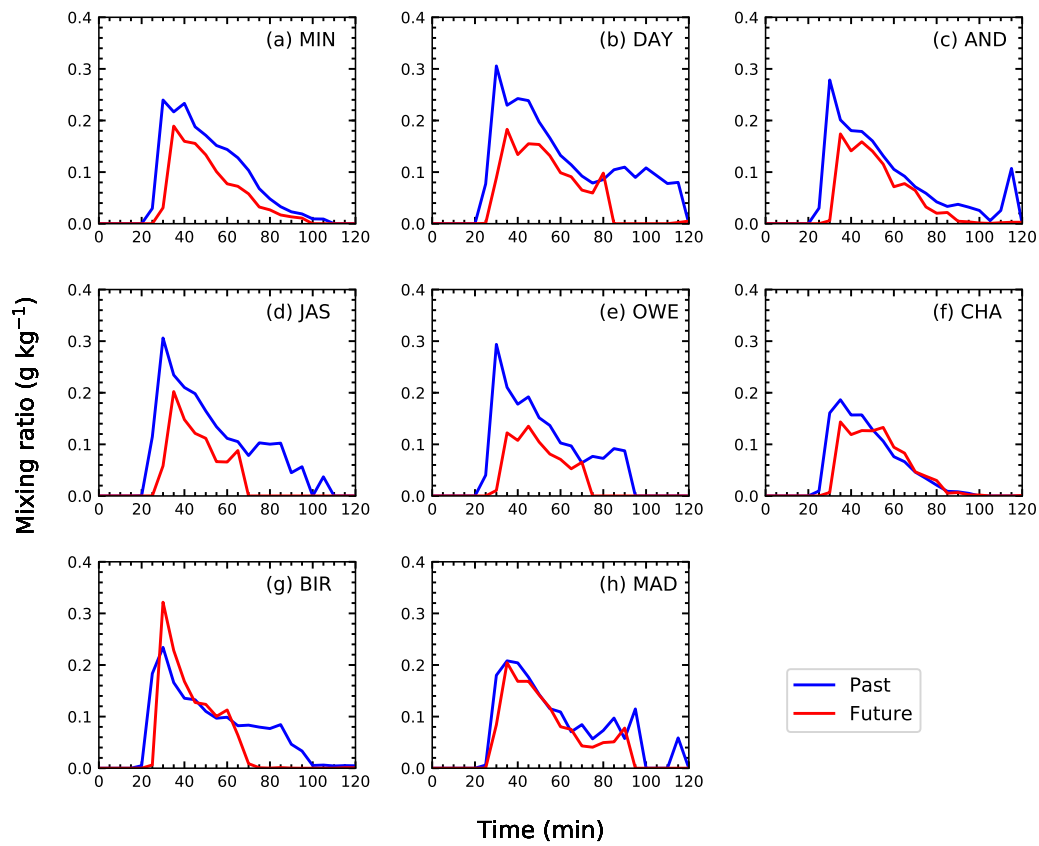 0.4
0.3
0.2
0.1
0.0
0 20 40 60 80 100 120
(a) MIN
0.4
0.3
0.2
0.1
0.0
0 20 40 60 80 100 120
(b) DAY
0.4
0.3
0.2
0.1
0.0
0 20 40 60 80 100 120
(c) AND
Mixing ratio (g kg⁻¹)
0.4
0.3
0.2
0.1
0.0
0 20 40 60 80 100 120
(d) JAS
0.4
0.3
0.2
0.1
0.0
0 20 40 60 80 100 120
(e) OWE
0.4
0.3
0.2
0.1
0.0
0 20 40 60 80 100 120
(f) CHA
0.4
0.3
0.2
0.1
0.0
0 20 40 60 80 100 120
(g) BIR
0.4
0.3
0.2
0.1
0.0
0 20 40 60 80 100 120
(h) MAD
Past
Future
Time (min)